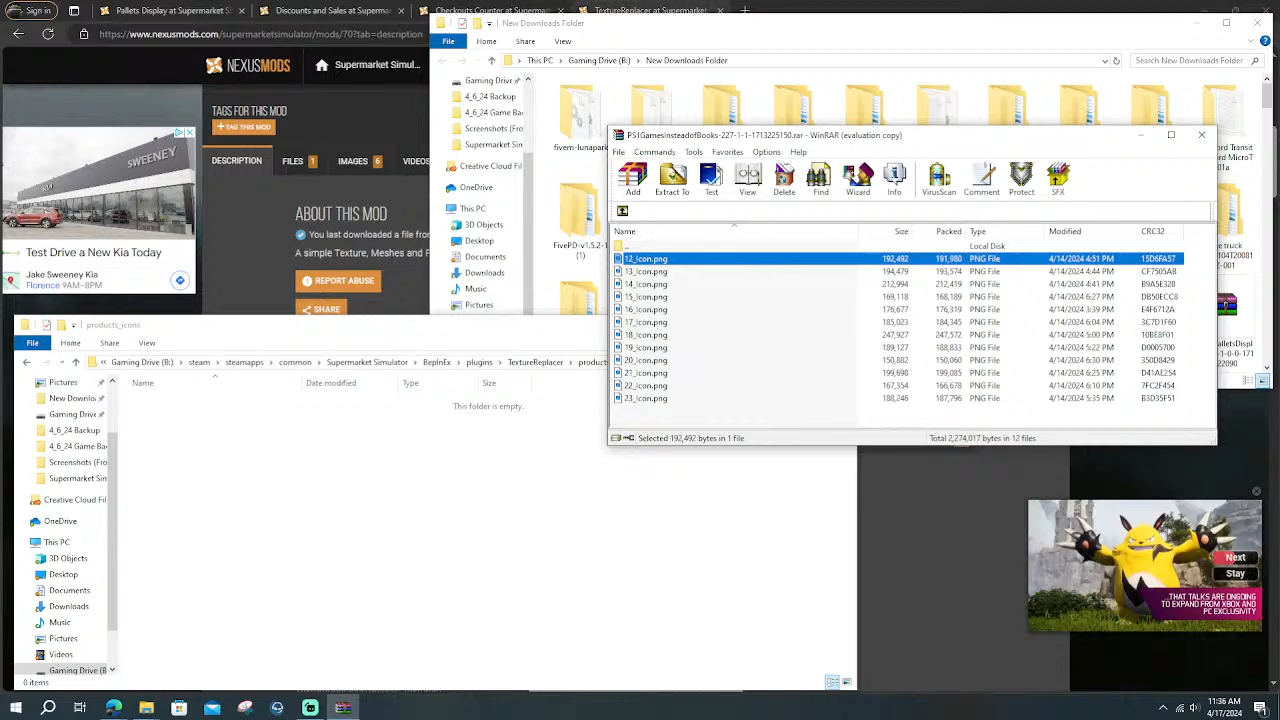 Sign in
Pallets Display at Supermarket S
Discounts and Sales at Supermar
Checkouts Counter at Supermark
TextureReplacer at Supermarket
https://www.nexusmods.com/supermarketsimulator/mods/70?tab=description
NEXUSMODS
Supermarket Simu...
New Downloads Folder
File
Home
Share
View
This PC
Gaming Drive (B:)
New Downloads Folder
Search New Downloads Folder
Gaming Drive
4_6_24 Backup
4_6_24 Game Ba
Screenshots (Fro
Supermarket Sim
Creative Cloud Fil
OneDrive
This PC
3D Objects
Desktop
Documents
Downloads
Music
Pictures
fivem-lunapark
FivePD-v1.5.2-1
(1)
TAG THIS MOD
+ TAG THIS MOD
DESCRIPTION
FILES 1
IMAGES 6
VIDEOS
ABOUT THIS MOD
You downloaded a file from
A simple Texture, Meshes and
REPORT ABUSE
SHARE
SWEENEY
Test Drive a New Kia Today
Jake Sweeney Kia
Florence 9AM–8PM
PS1GamesInsteadofBooks-227-1-1-1713225150.rar - WinRAR (evaluation copy)
File Commands Tools Favorites Options Help
Add Extract To Test View Delete Find Wizard Info VirusScan Comment Protect SFX
Name Size Packed Type Modified CRC32
.. Local Disk
12_Icon.png 192,492 191,980 PNG File 4/14/2024 4:51 PM 15D6FA57
13_Icon.png 194,479 193,574 PNG File 4/14/2024 4:44 PM CF7505A8
14_Icon.png 212,994 212,419 PNG File 4/14/2024 4:41 PM B9A5E328
15_Icon.png 169,118 168,189 PNG File 4/14/2024 6:27 PM DB50ECC8
16_Icon.png 176,677 176,319 PNG File 4/14/2024 3:39 PM E4F6712A
17_Icon.png 185,023 184,345 PNG File 4/14/2024 6:04 PM 3C7D1F60
18_Icon.png 247,927 247,572 PNG File 4/14/2024 5:00 PM 10BE6F01
19_Icon.png 189,127 188,833 PNG File 4/14/2024 5:22 PM D0005700
20_Icon.png 150,882 150,060 PNG File 4/14/2024 6:30 PM 350D8429
21_Icon.png 199,698 199,085 PNG File 4/14/2024 6:25 PM D41AE254
22_Icon.png 167,354 166,678 PNG File 4/14/2024 6:10 PM 7FC2F454
23_Icon.png 188,246 187,796 PNG File 4/14/2024 5:35 PM B3D35F51
Selected 192,492 bytes in 1 file
Total 2,274,017 bytes in 12 files
products_icons
File
Home
Share
View
Gaming Drive (B:)
steam
steamapps
common
Supermarket Simulator
BepInEx
plugins
TextureReplacer
produc
Name
Date modified
Type
Size
This folder is empty.
Pictures
New Downloa
Gaming Drive
4_6_24 Backup
4_6_24 Game Ba
Screenshots (Fro
Supermarket Sim
Creative Cloud Fil
OneDrive
This PC
3D Objects
Desktop
Documents
Downloads
Music
Pictures
Videos
Gaming Drive (B
0 items
Next
Stay
...THAT TALKS ARE ONGOING
TO EXPAND FROM XBOX AND
PC EXCLUSIVITY
11:36 AM
4/17/2024